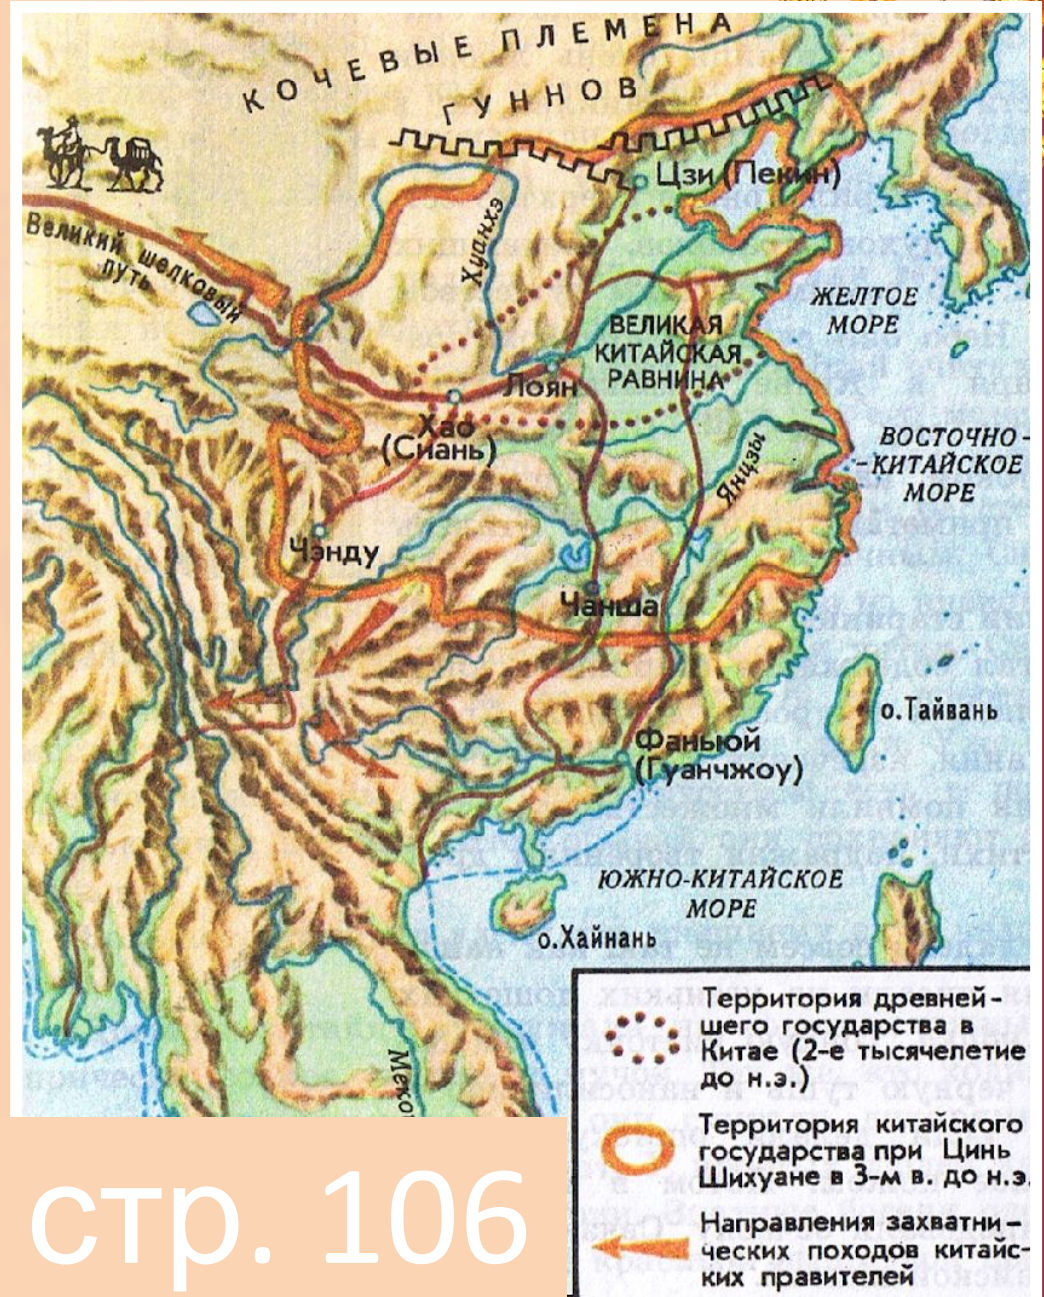 КОЧЕВЫЕ ПЛЕМЕНА
ГУННОВ
Цзи (Пекин)
Великий шелковый
путь
Хуанхэ
ЖЕЛТОЕ
МОРЕ
ВЕЛИКАЯ
КИТАЙСКАЯ
РАВНИНА
Лоян
Хао
(Сиань)
ВОСТОЧНО-
-КИТАЙСКОЕ
МОРЕ
Янцзы
Чэнду
Чанша
о.Тайвань
Фаньюй
(Гуанчжоу)
ЮЖНО-КИТАЙСКОЕ
МОРЕ
о.Хайнань
Меко
Территория древней-
шего государства в
Китае (2-е тысячелетие
до н.э.)
Территория китайского
государства при Цинь
Шихуане в 3-м в. до н.э.
Направления захватни-
ческих походов китайс-
ких правителей
стр. 106